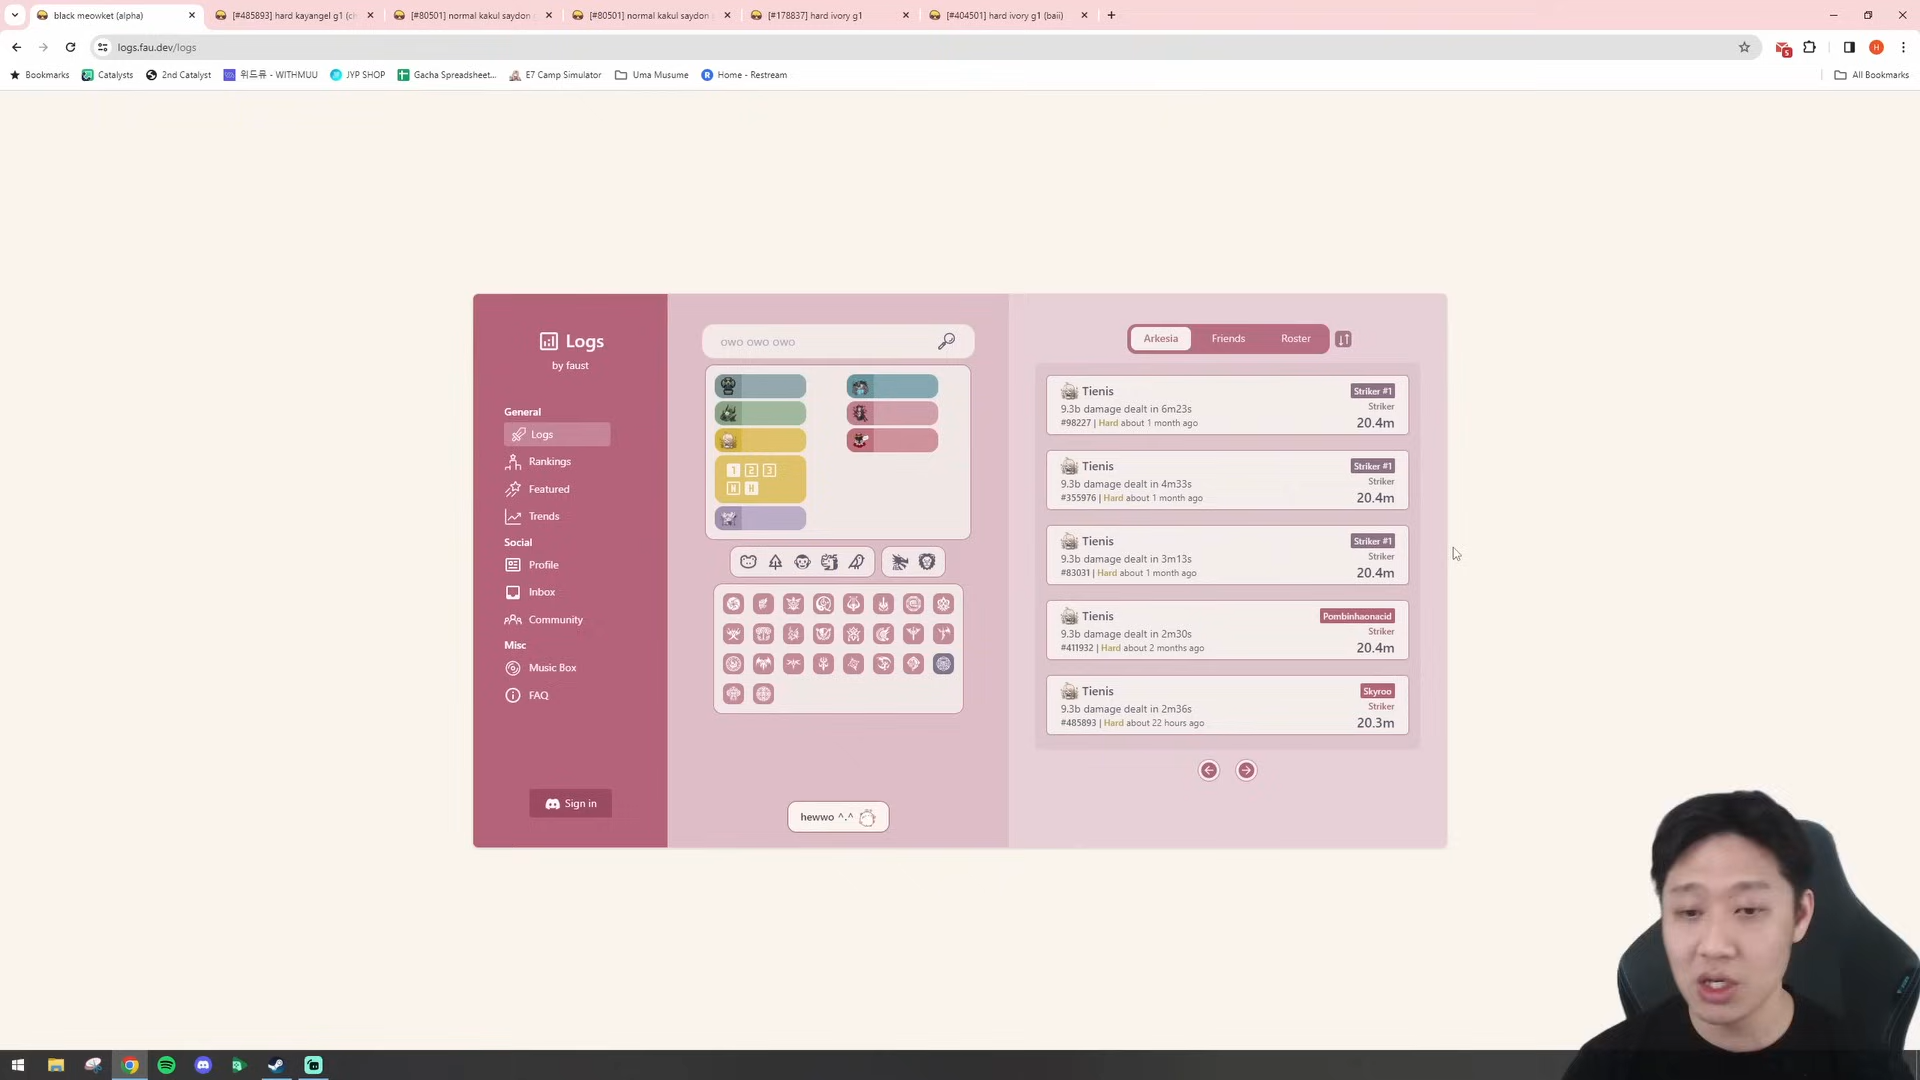 black meowket (alpha)
[#485893] hard kayangel g1 (ci
[#80501] normal kakul saydon
[#80501] normal kakul saydon
[#178837] hard ivory g1
[#404501] hard ivory g1 (baii)
logs.fau.dev/logs
5
H
Bookmarks
Catalysts
2nd Catalyst
위드뮤 - WITHMUU
JYP SHOP
Gacha Spreadsheet...
E7 Camp Simulator
Uma Musume
Home - Restream
All Bookmarks
Logs
by faust
General
Logs
Rankings
Featured
Trends
Social
Profile
Inbox
Community
Misc
Music Box
FAQ
Sign in
owo owo owo
1 2 3
N H
hewwo ^.^
Arkesia
Friends
Roster
Tienis
Striker #1
9.3b damage dealt in 6m23s
Striker
#98227 | Hard about 1 month ago
20.4m
Tienis
Striker #1
9.3b damage dealt in 4m33s
Striker
#355976 | Hard about 1 month ago
20.4m
Tienis
Striker #1
9.3b damage dealt in 3m13s
Striker
#83031 | Hard about 1 month ago
20.4m
Tienis
Pombinhaonacid
9.3b damage dealt in 2m30s
Striker
#411932 | Hard about 2 months ago
20.4m
Tienis
Skyroo
9.3b damage dealt in 2m36s
Striker
#485893 | Hard about 22 hours ago
20.3m